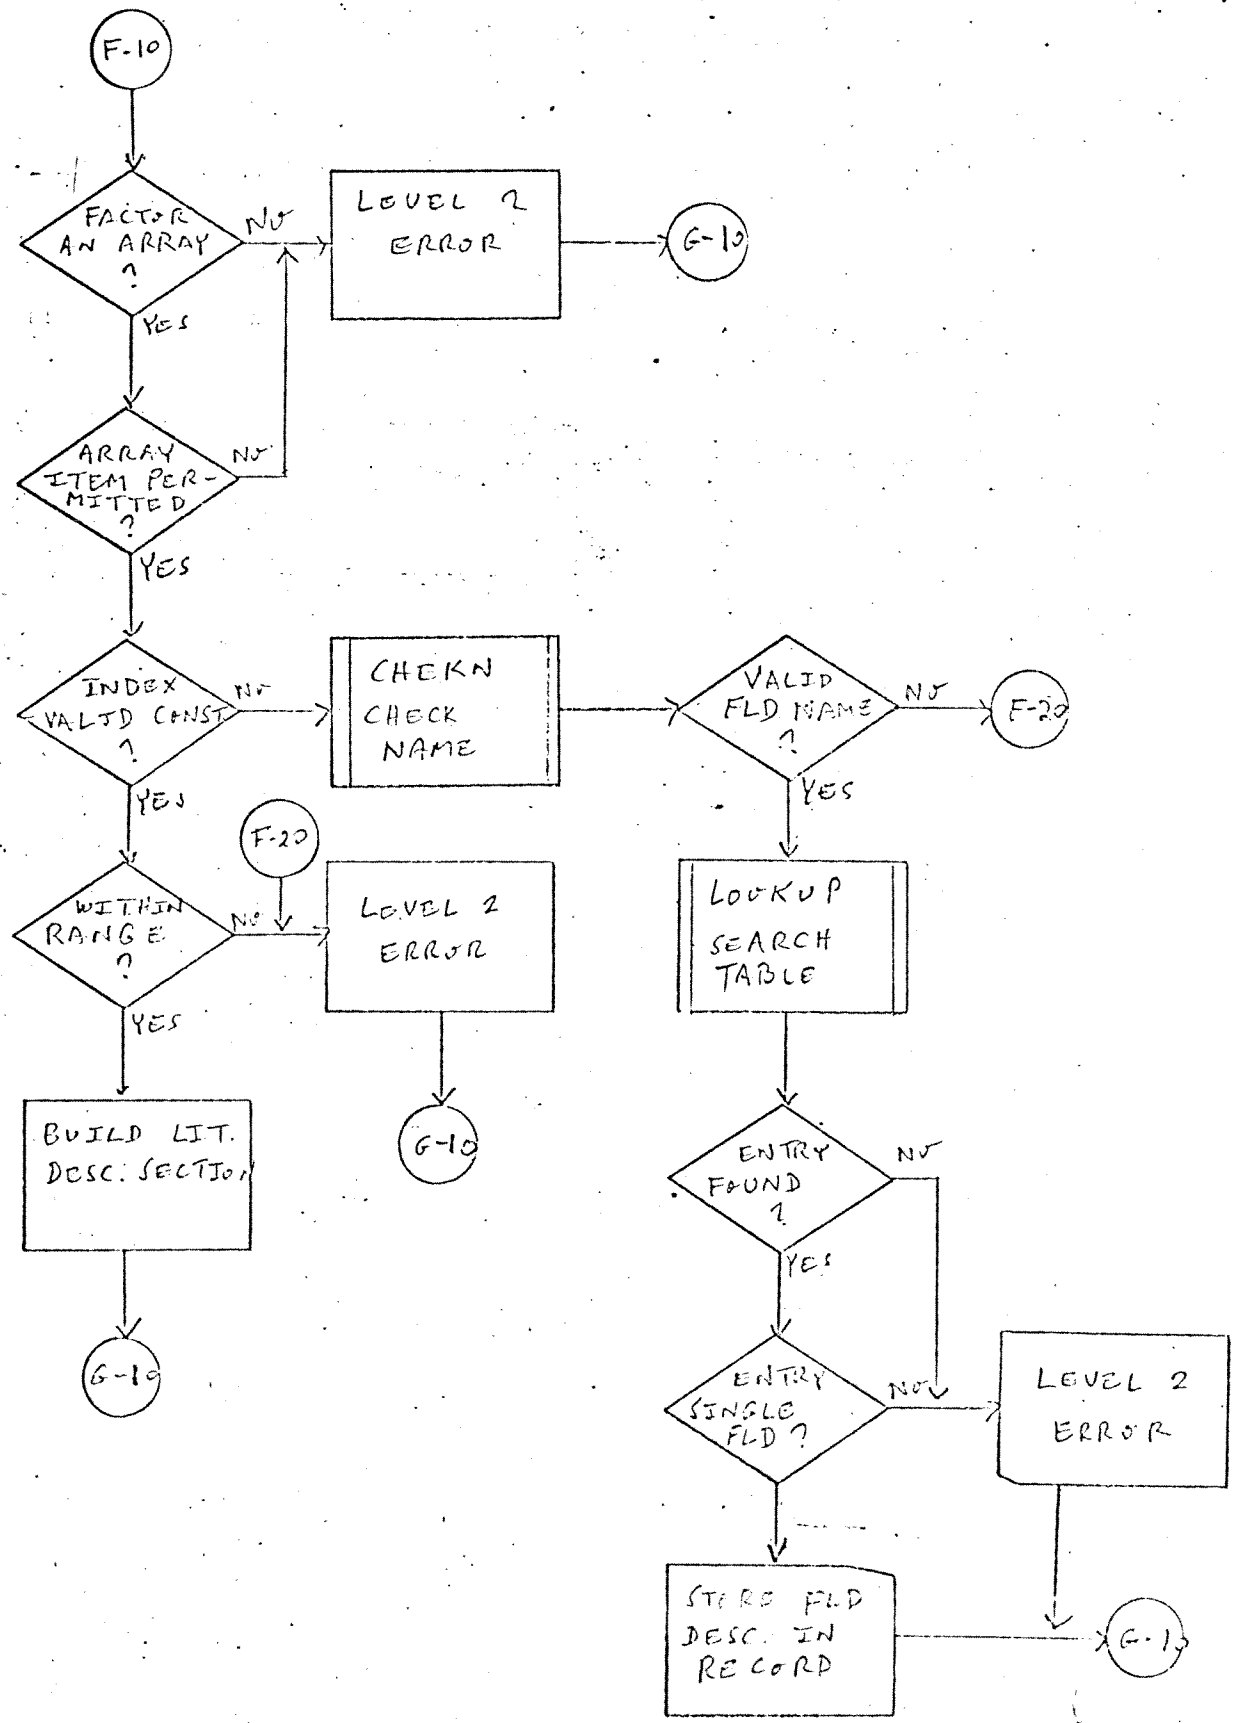 F-10
FACTOR
AN ARRAY
?
NO
YES
LEVEL 2
ERROR
G-10
ARRAY
ITEM PER-
MITTED
?
NO
YES
INDEX
VALID CONST
?
NO
YES
CHEKN
CHECK
NAME
VALID
FLD NAME
?
NO
YES
F-20
F-20
WITHIN
RANGE
?
NO
YES
LEVEL 2
ERROR
G-10
LOOKUP
SEARCH
TABLE
BUILD LIT.
DESC. SECTION
G-10
ENTRY
FOUND
?
NO
YES
ENTRY
SINGLE
FLD ?
NO
LEVEL 2
ERROR
STORE FLD
DESC. IN
RECORD
G-10